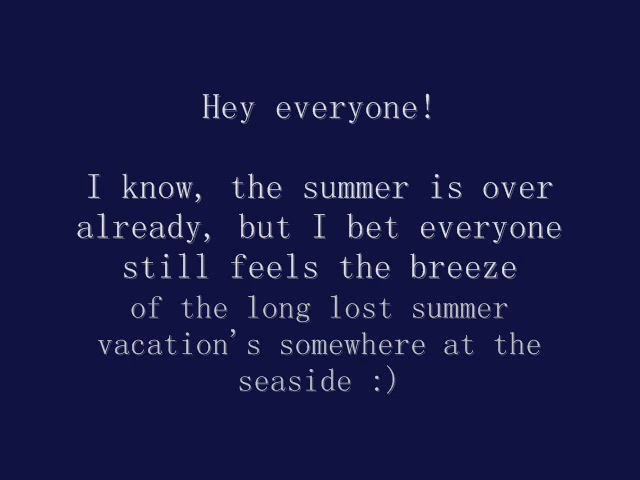 Hey everyone!
I know, the summer is over
already, but I bet everyone
still feels the breeze
of the long lost summer
vacation's somewhere at the
seaside :)